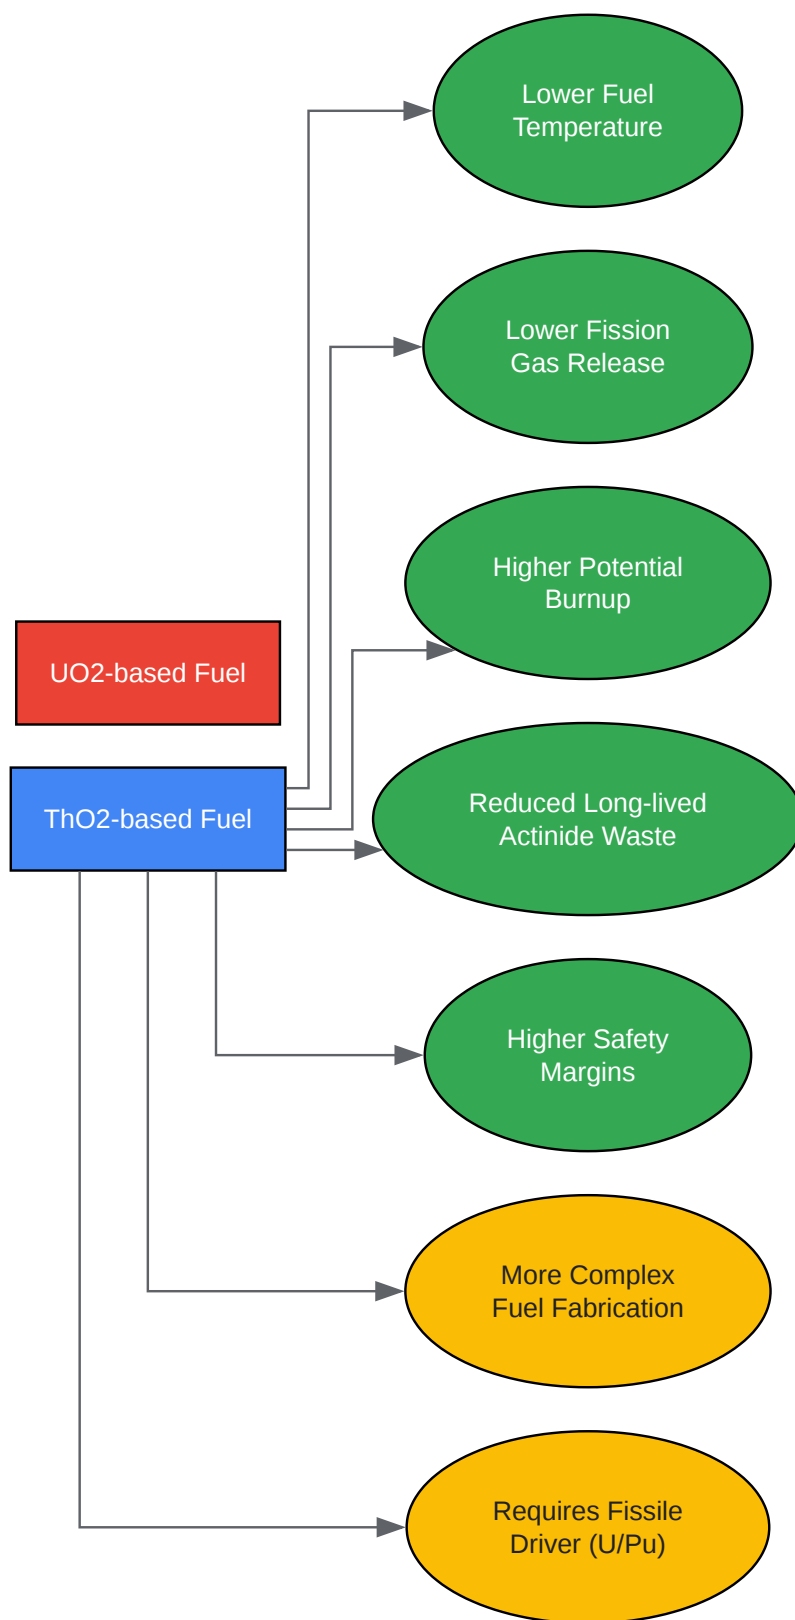 Lower Fuel
Temperature
Lower Fission
Gas Release
Higher Potential
Burnup
UO2-based Fuel
ThO2-based Fuel
Reduced Long-lived
Actinide Waste
Higher Safety
Margins
More Complex
Fuel Fabrication
Requires Fissile
Driver (U/Pu)